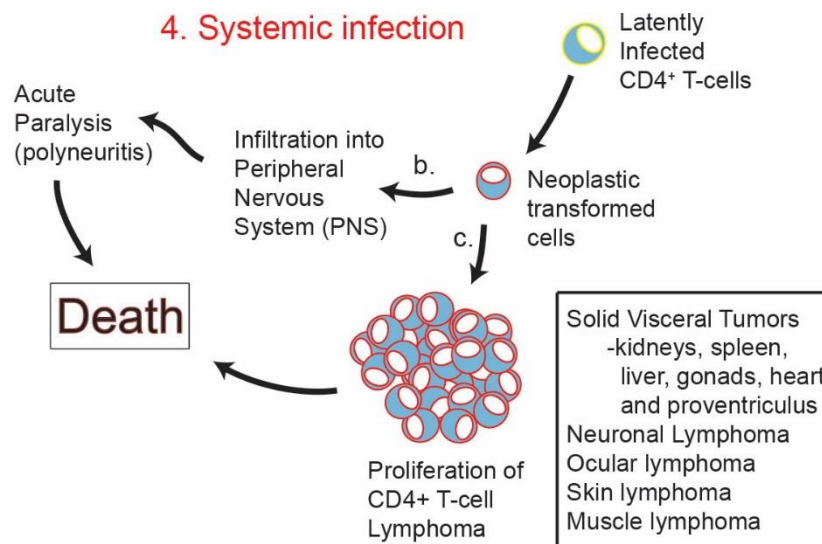 4. Systemic infection
Latently
Infected
CD4⁺ T-cells
Acute
Paralysis
(polyneuritis)
Infiltration into
Peripheral
Nervous
System (PNS)
b.
Neoplastic
transformed
cells
c.
Death
Proliferation of
CD4+ T-cell
Lymphoma
Solid Visceral Tumors
-kidneys, spleen,
liver, gonads, heart
and proventriculus
Neuronal Lymphoma
Ocular lymphoma
Skin lymphoma
Muscle lymphoma